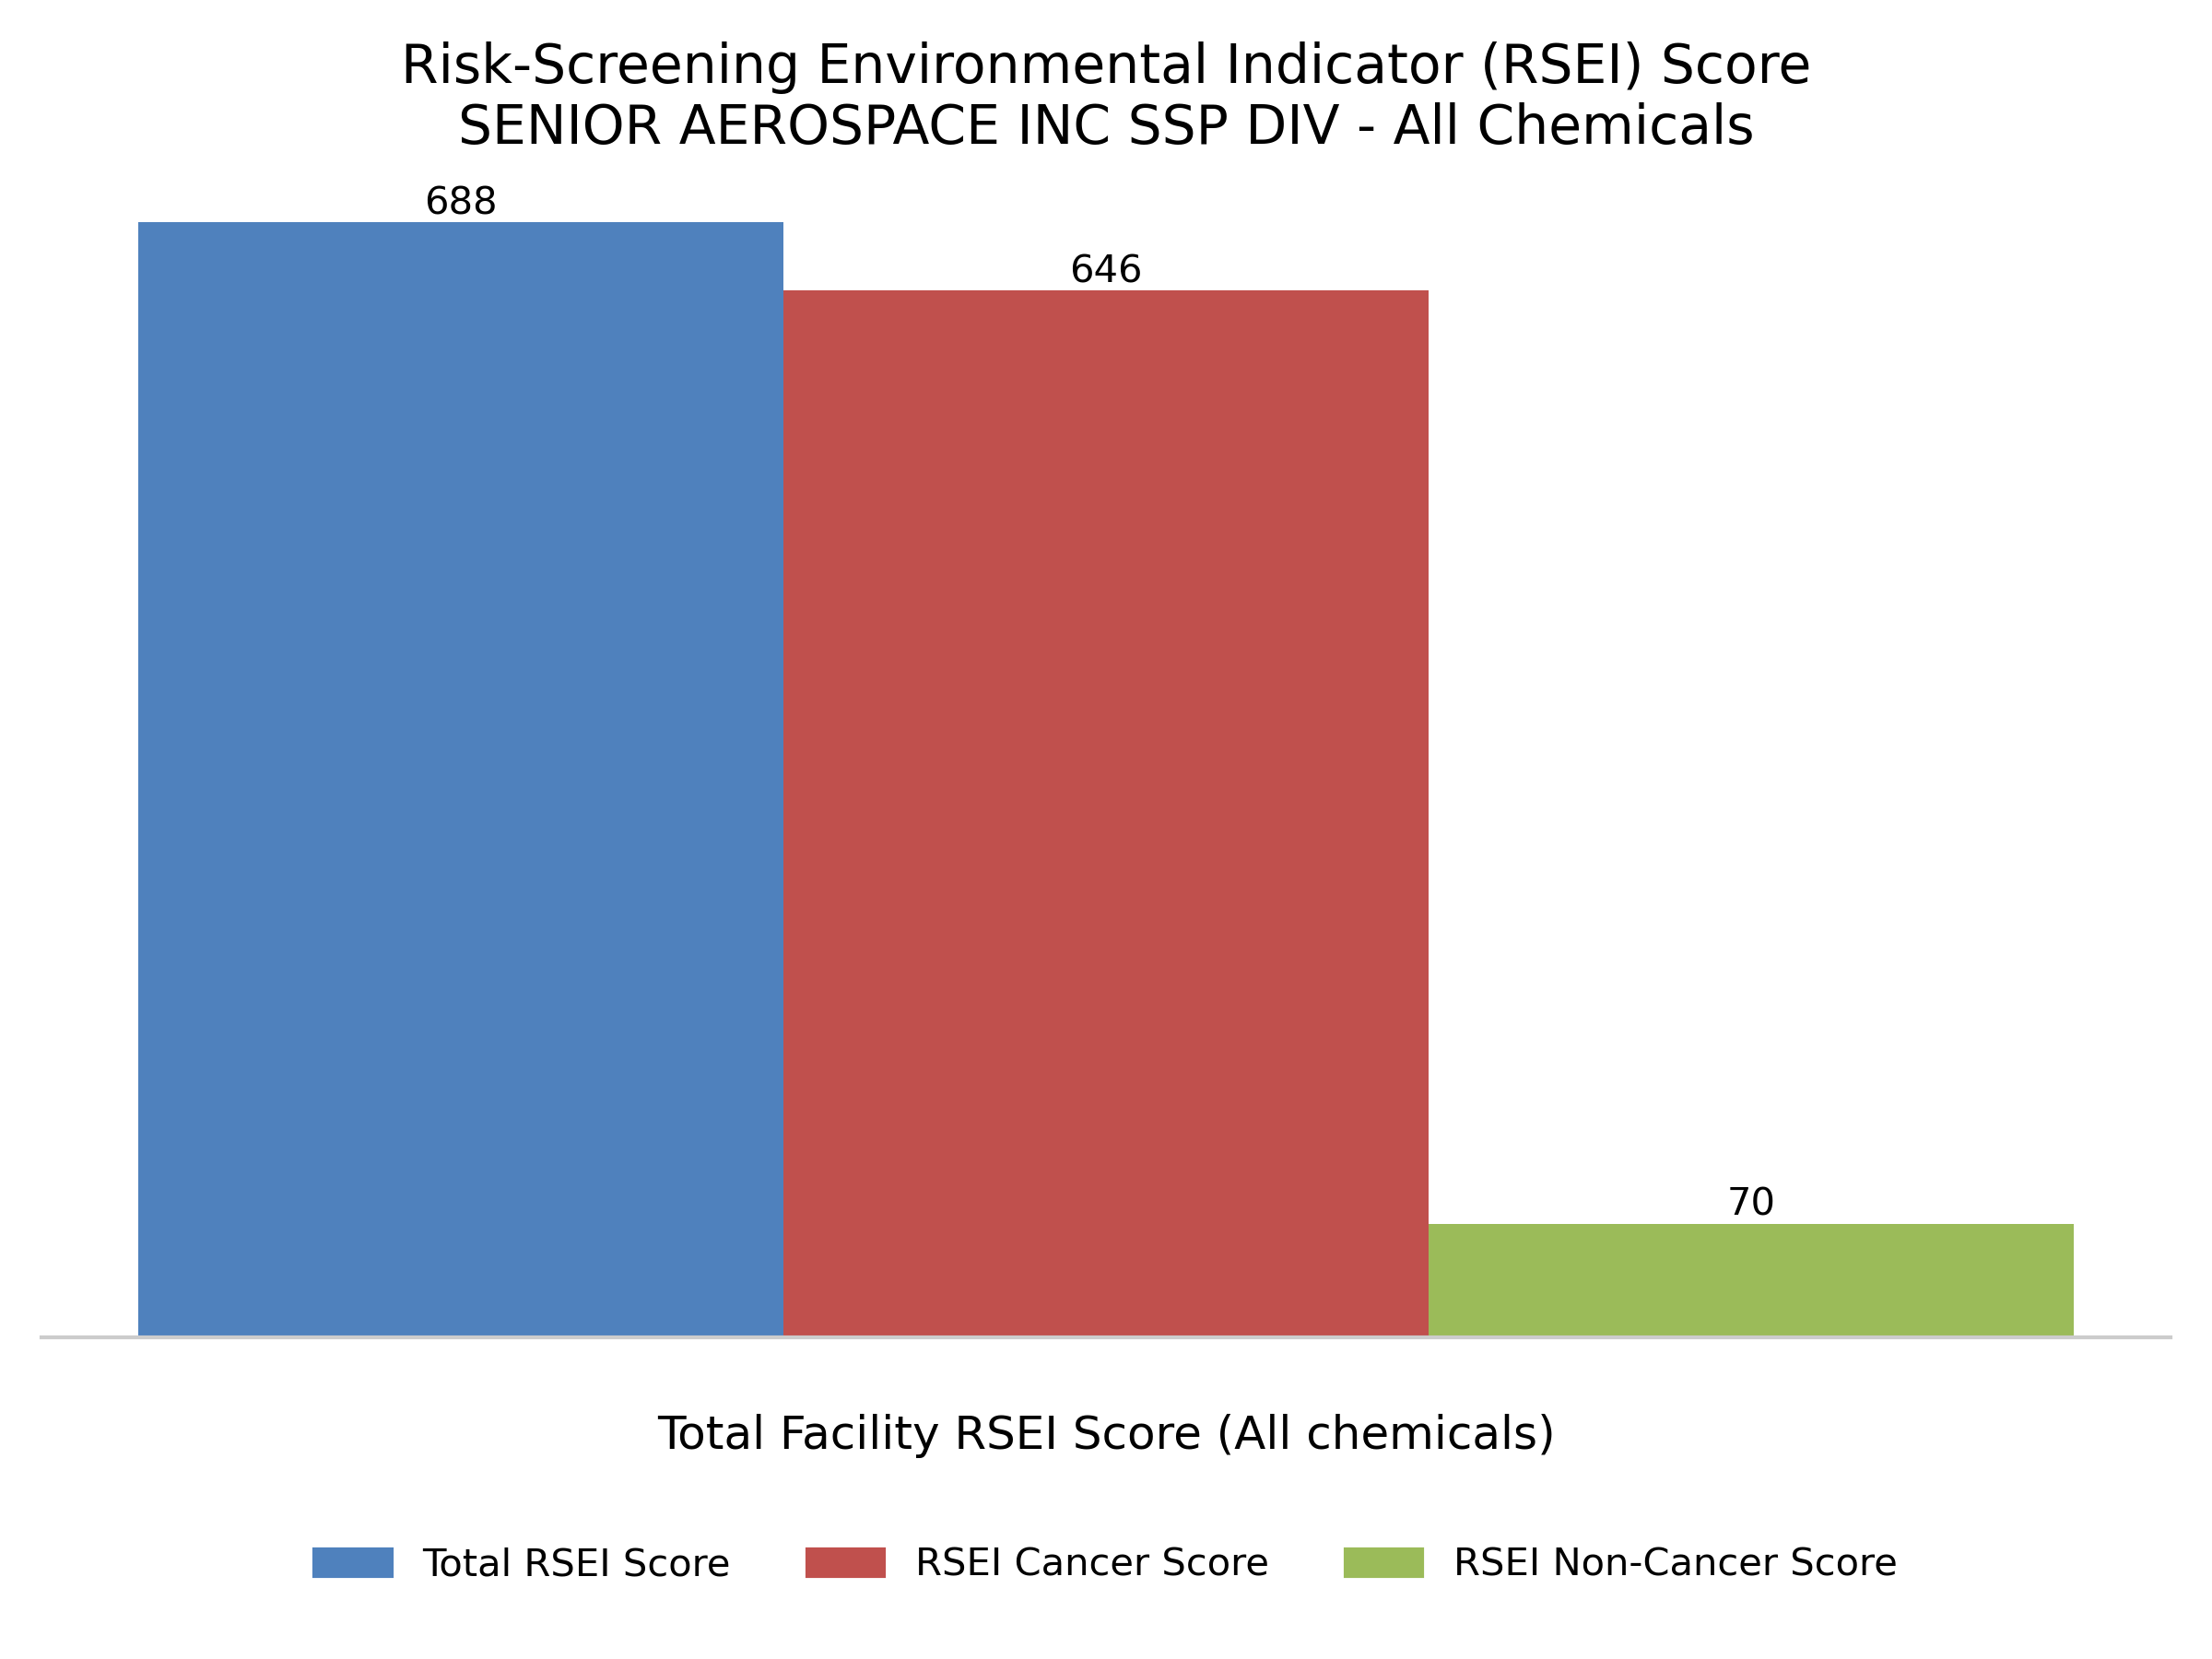 Risk-Screening Environmental Indicator (RSEI) Score
SENIOR AEROSPACE INC SSP DIV - All Chemicals
688
646
70
Total Facility RSEI Score (All chemicals)
Total RSEI Score
RSEI Cancer Score
RSEI Non-Cancer Score